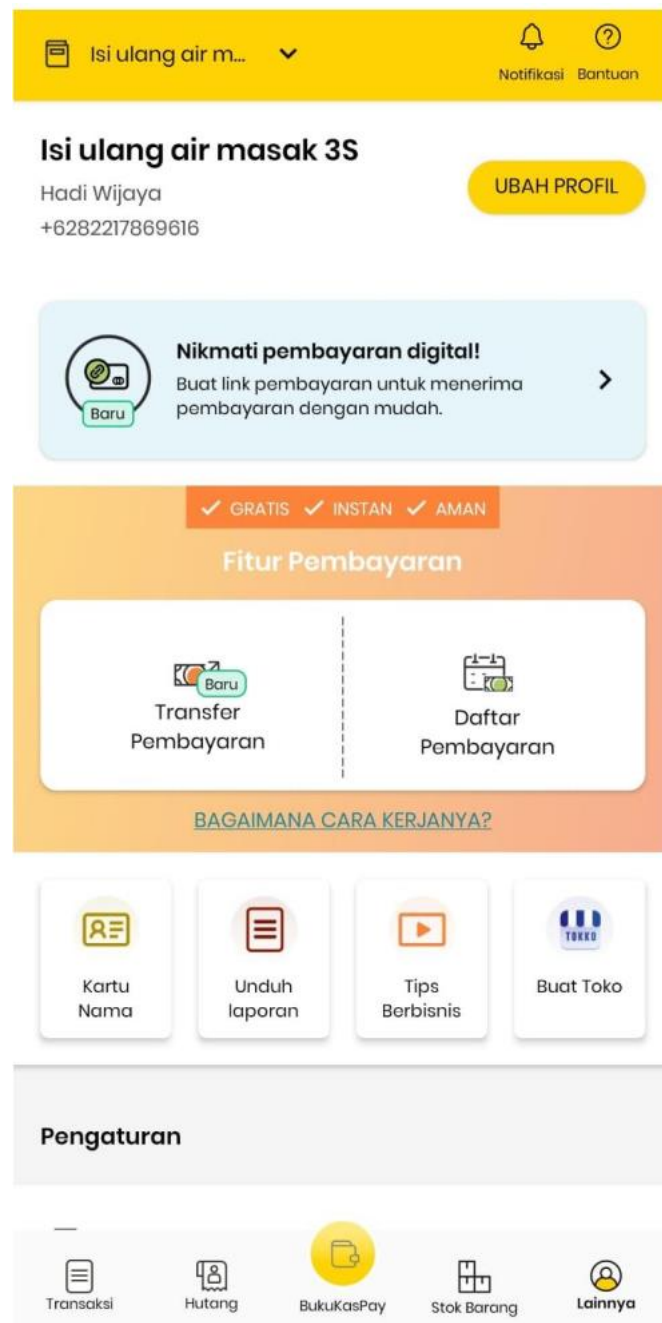 Isi ulang air m...
Notifikasi Bantuan
Isi ulang air masak 3S
Hadi Wijaya
UBAH PROFIL
+6282217869616
Nikmati pembayaran digital!
Buat link pembayaran untuk menerima
pembayaran dengan mudah.
Baru
GRATIS INSTAN AMAN
Fitur Pembayaran
Baru
Transfer
Pembayaran
Daftar
Pembayaran
BAGAIMANA CARA KERJANYA?
Kartu
Nama
Unduh
laporan
Tips
Berbisnis
TOKKO
Buat Toko
Pengaturan
Transaksi
Hutang
BukuKasPay
Stok Barang
Lainnya